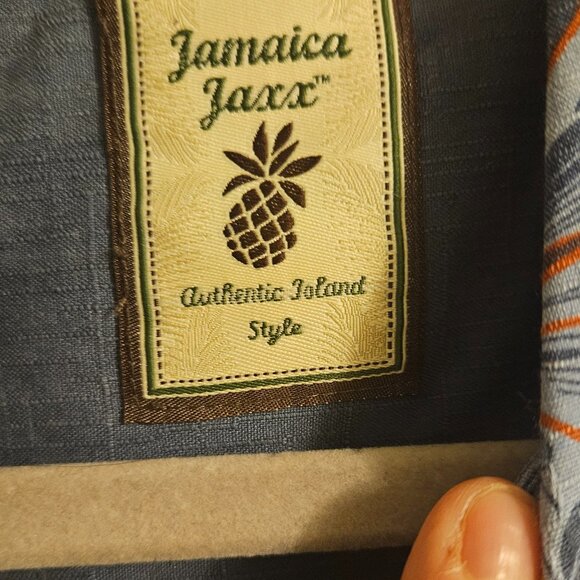 Jamaica
Jaxx™
Authentic Island
Style